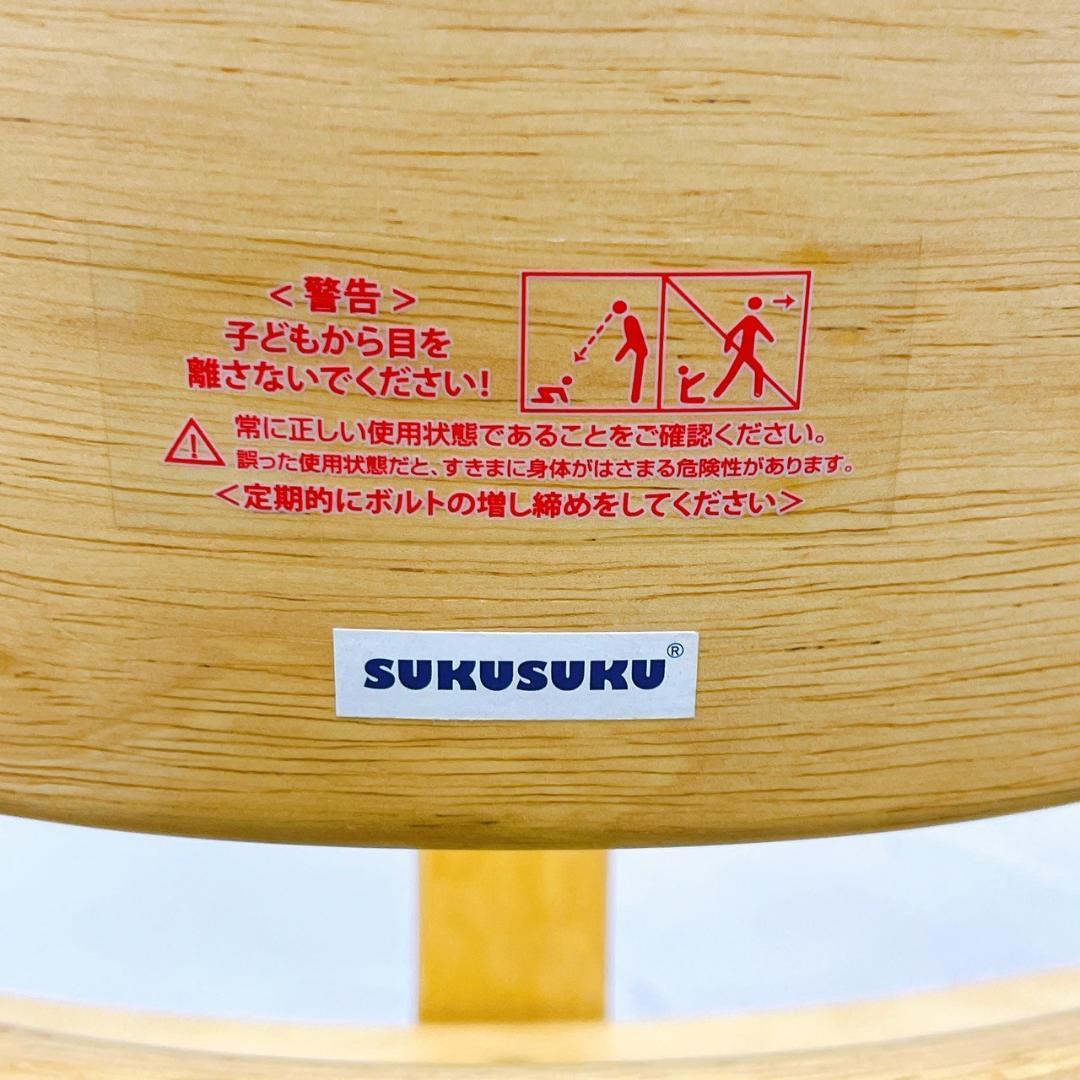 ＜警告＞
子どもから目を
離さないでください！
常に正しい使用状態であることをご確認ください。
誤った使用状態だと、すきまに身体がはさまる危険性があります。
＜定期的にボルトの増し締めをしてください＞
SUKUSUKU®